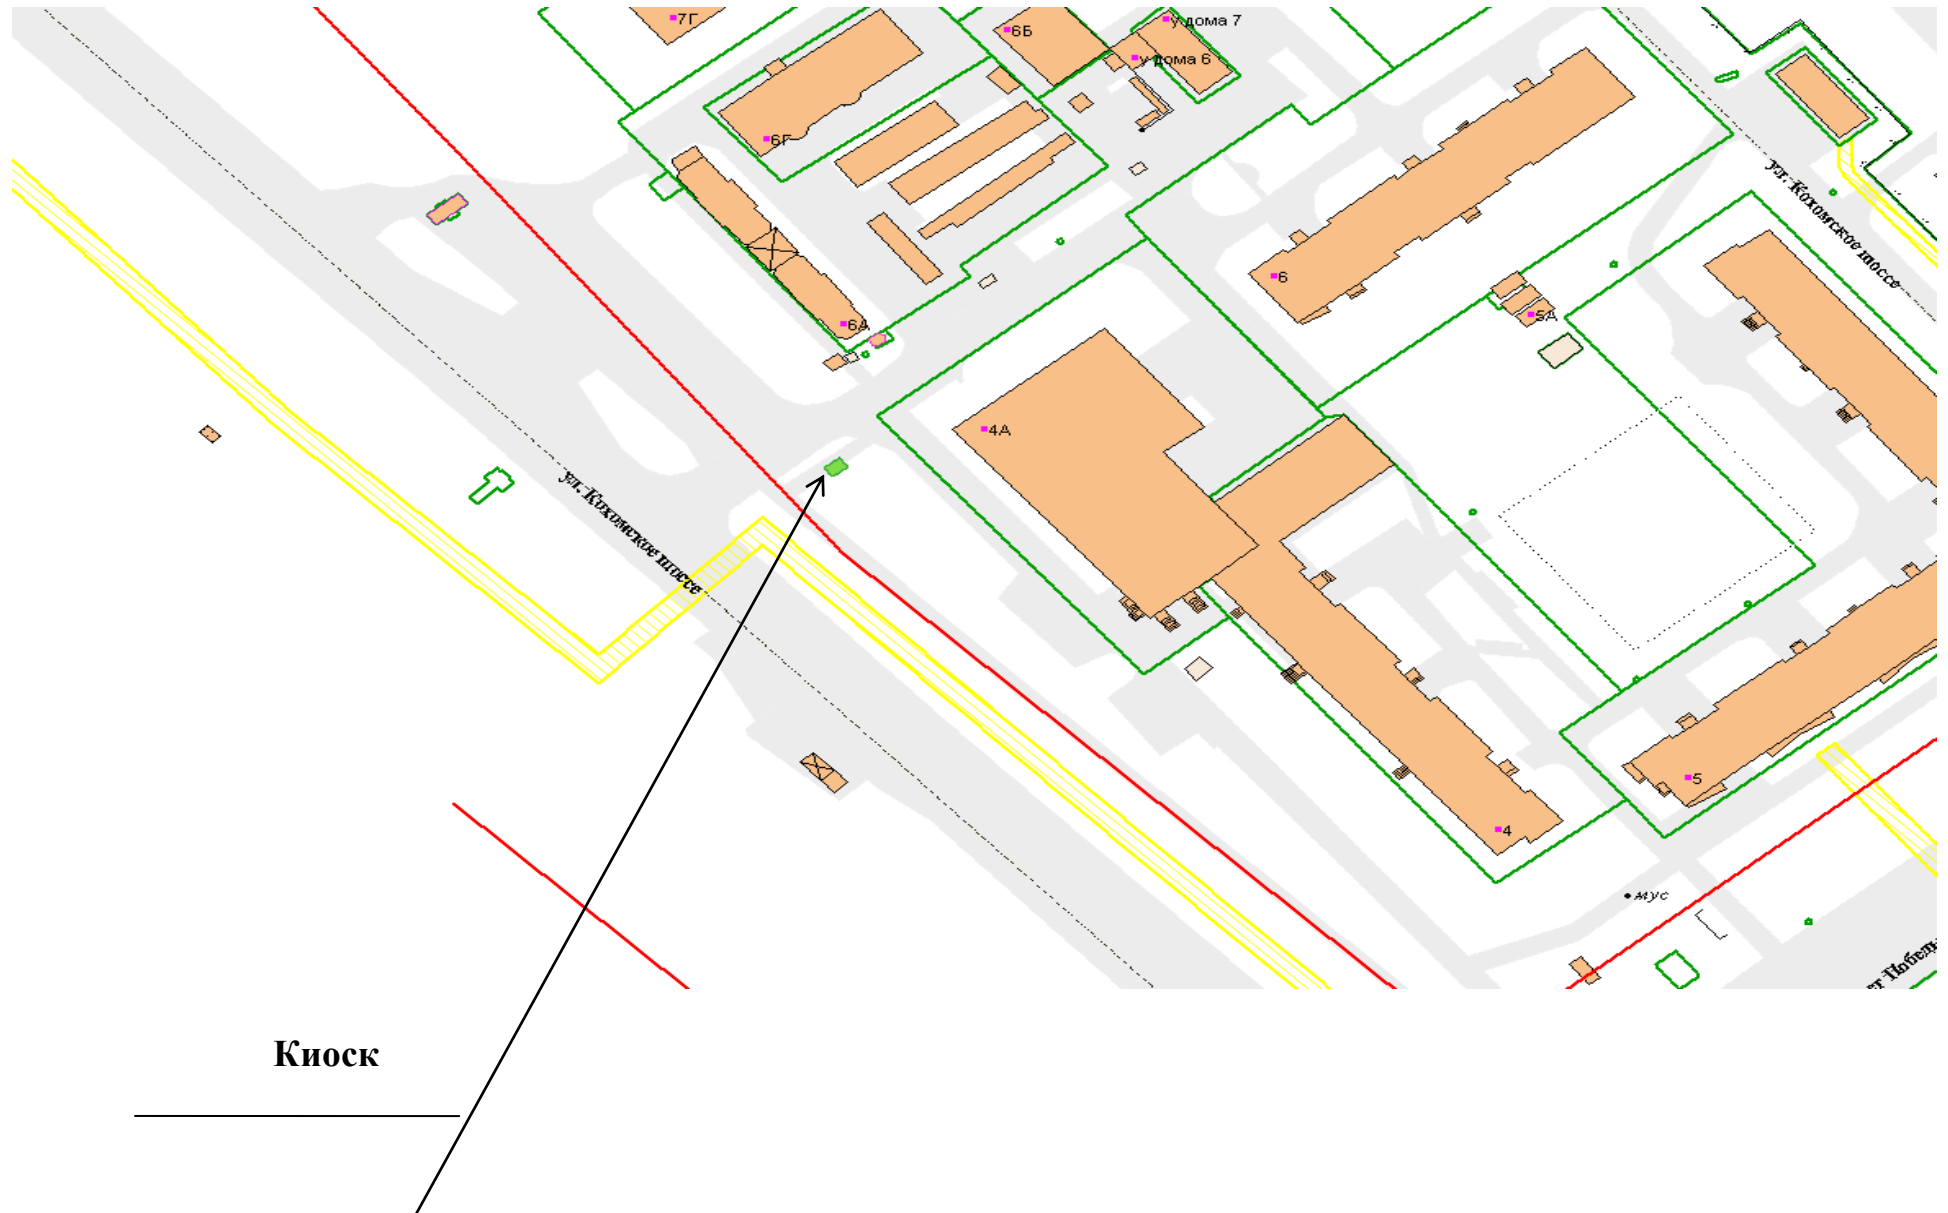 7Г
6Б
у дома 7
у дома 6
6Г
ул. Кохомское шоссе
6
5А
6А
4А
ул. Кохомское шоссе
5
4
мус
Киоск